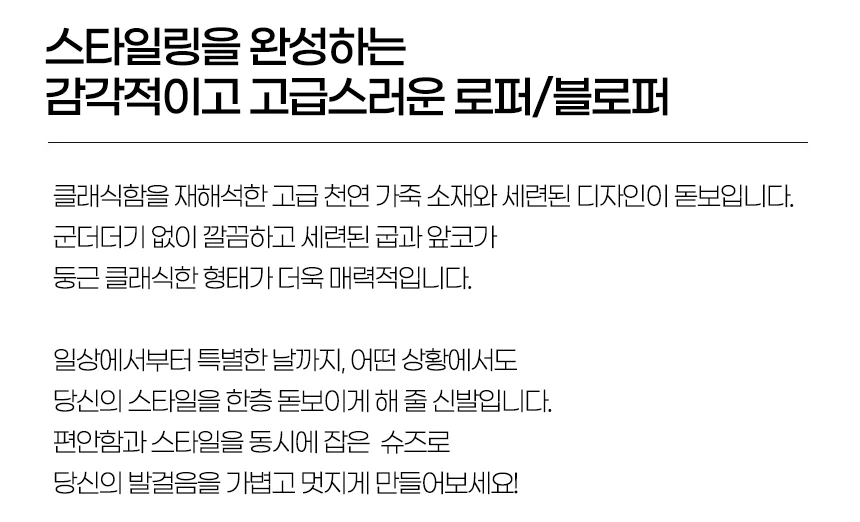 스타일링을 완성하는
감각적이고 고급스러운 로퍼/블로퍼
클래식함을 재해석한 고급 천연 가죽 소재와 세련된 디자인이 돋보입니다.
군더더기 없이 깔끔하고 세련된 굽과 앞코가
둥근 클래식한 형태가 더욱 매력적입니다.
일상에서부터 특별한 날까지, 어떤 상황에서도
당신의 스타일을 한층 돋보이게 해 줄 신발입니다.
편안함과 스타일을 동시에 잡은 슈즈로
당신의 발걸음을 가볍고 멋지게 만들어보세요!